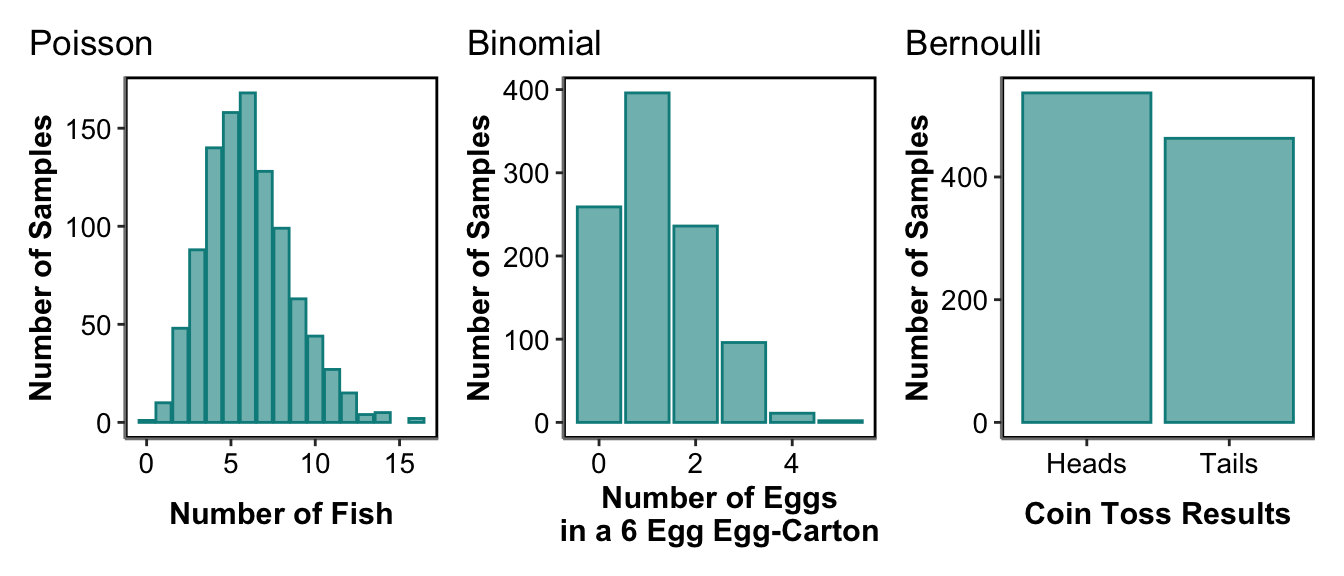 Poisson
Number of Samples
150
100
50
0
0 5 10 15
Number of Fish
Binomial
Number of Samples
400
300
200
100
0
0 2 4
Number of Eggs
in a 6 Egg Egg-Carton
Bernoulli
Number of Samples
400
200
0
Heads Tails
Coin Toss Results